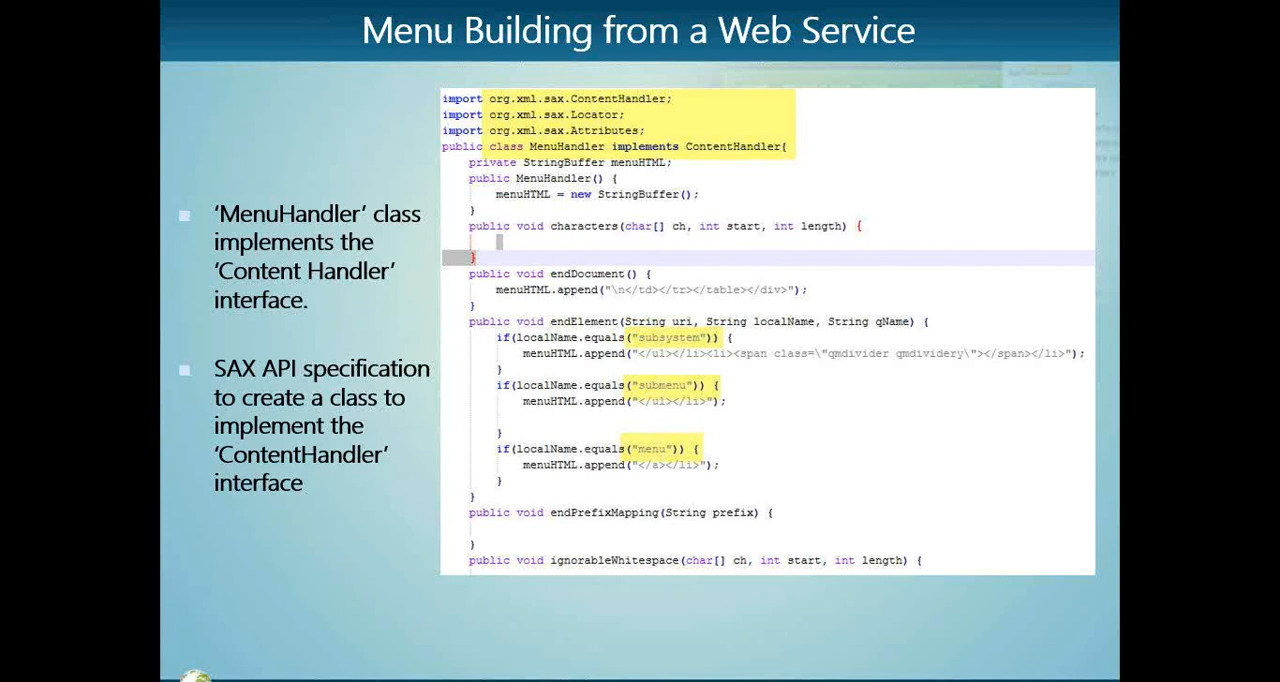 Menu Building from a Web Service
‘MenuHandler’ class
implements the
‘Content Handler’
interface.
SAX API specification
to create a class to
implement the
‘ContentHandler’
interface
import org.xml.sax.ContentHandler;
import org.xml.sax.Locator;
import org.xml.sax.Attributes;
public class MenuHandler implements ContentHandler{
private StringBuffer menuHTML;
public MenuHandler() {
menuHTML = new StringBuffer();
}
public void characters(char[] ch, int start, int length) {
}
public void endDocument() {
menuHTML.append("\n</td></tr></table></div>");
}
public void endElement(String uri, String localName, String qName) {
if(localName.equals("subsystem")) {
menuHTML.append("</ul></li><li><span class=\"qmdivider qmdividery\"></span></li>");
}
if(localName.equals("submenu")) {
menuHTML.append("</ul></li>");
}
if(localName.equals("menu")) {
menuHTML.append("</a></li>");
}
}
public void endPrefixMapping(String prefix) {
}
public void ignorableWhitespace(char[] ch, int start, int length) {